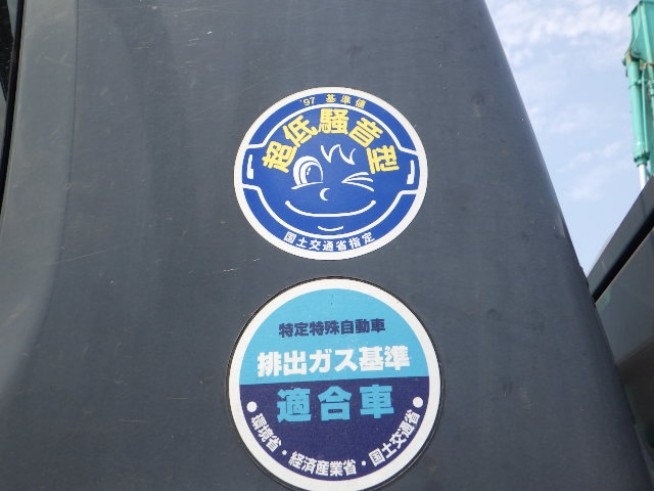 '97 基準値
超低騒音型
国土交通省指定
特定特殊自動車
排出ガス基準
適合車
●環境省・経済産業省・国土交通省●